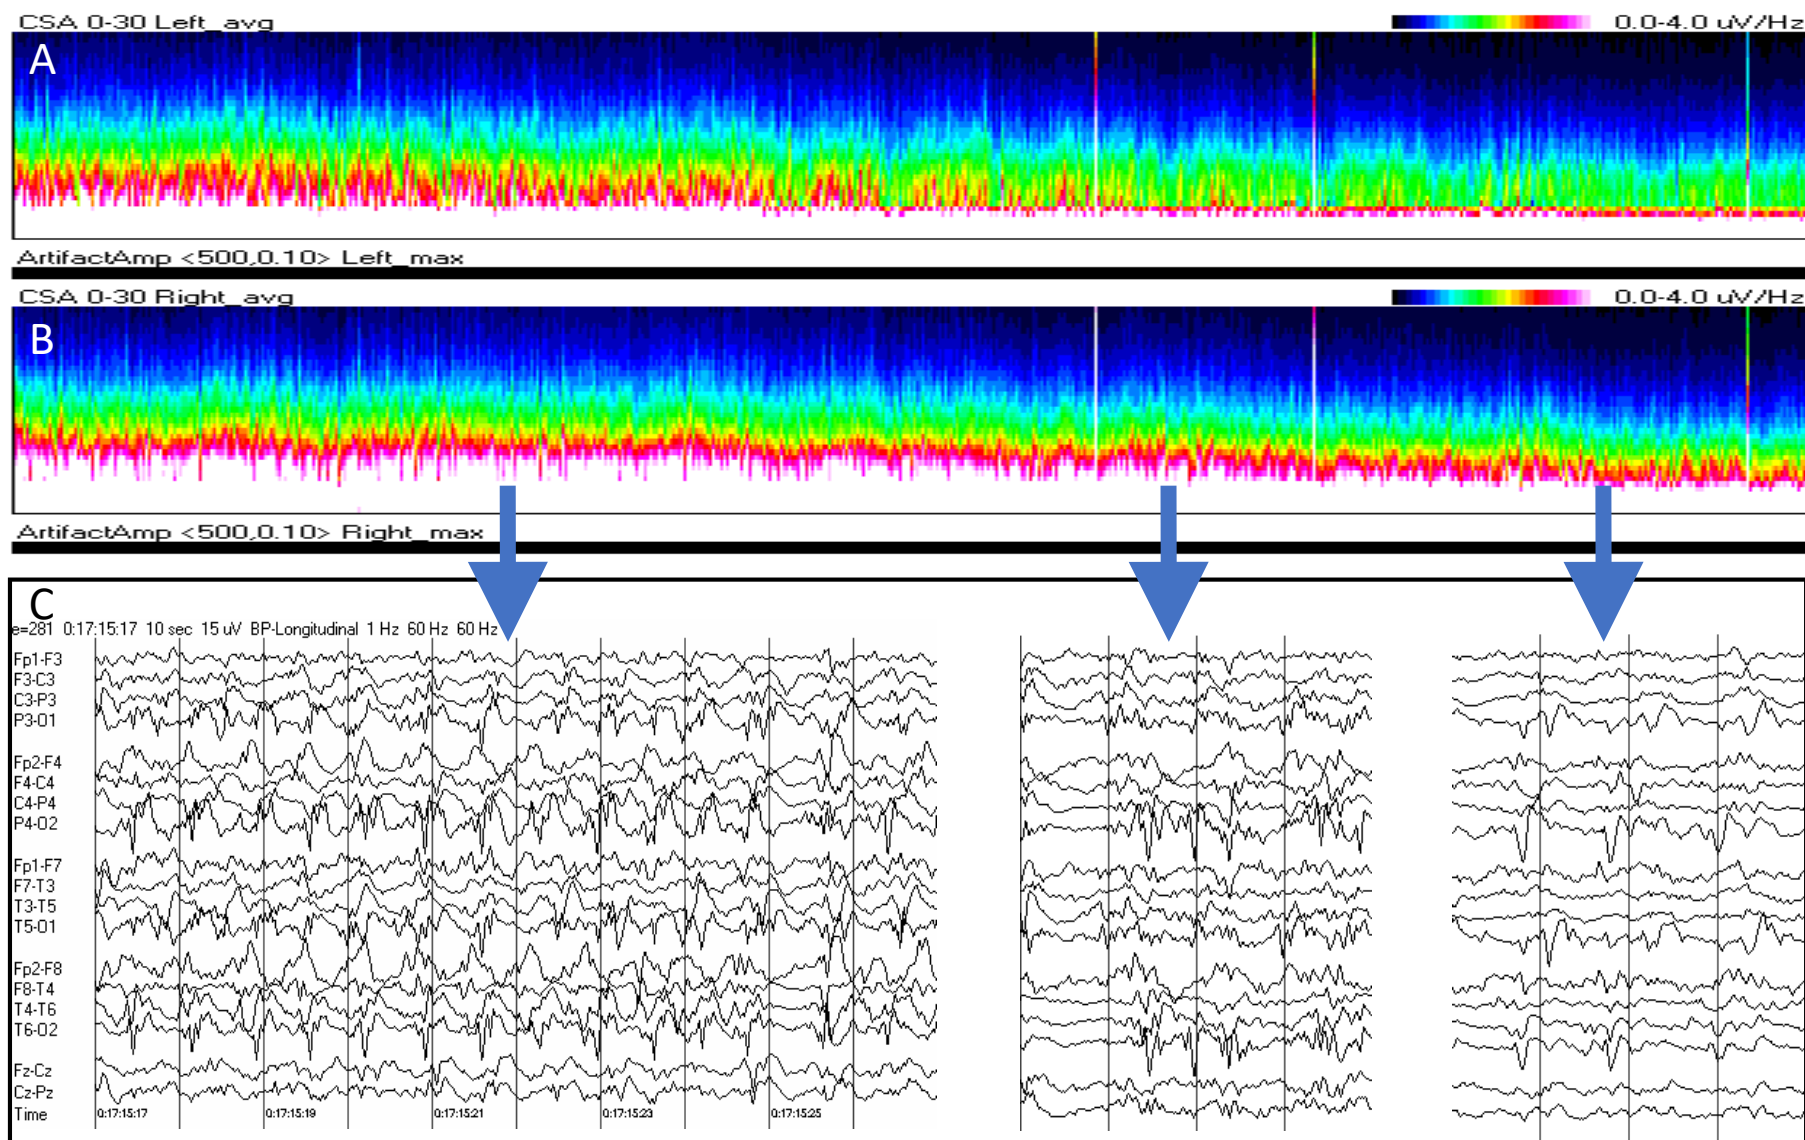 CSA 0-30 Left_avg 0.0-4.0 uV/Hz
A
ArtifactAmp <500,0.10> Left_max
CSA 0-30 Right_avg 0.0-4.0 uV/Hz
B
ArtifactAmp <500,0.10> Right_max
C
e=281 0:17:15:17 10 sec 15 uV BP-Longitudinal 1 Hz 60 Hz 60 Hz
Fp1-F3
F3-C3
C3-P3
P3-O1
Fp2-F4
F4-C4
C4-P4
P4-O2
Fp1-F7
F7-T3
T3-T5
T5-O1
Fp2-F8
F8-T4
T4-T6
T6-O2
Fz-Cz
Cz-Pz
Time 0:17:15:17 0:17:15:19 0:17:15:21 0:17:15:23 0:17:15:25